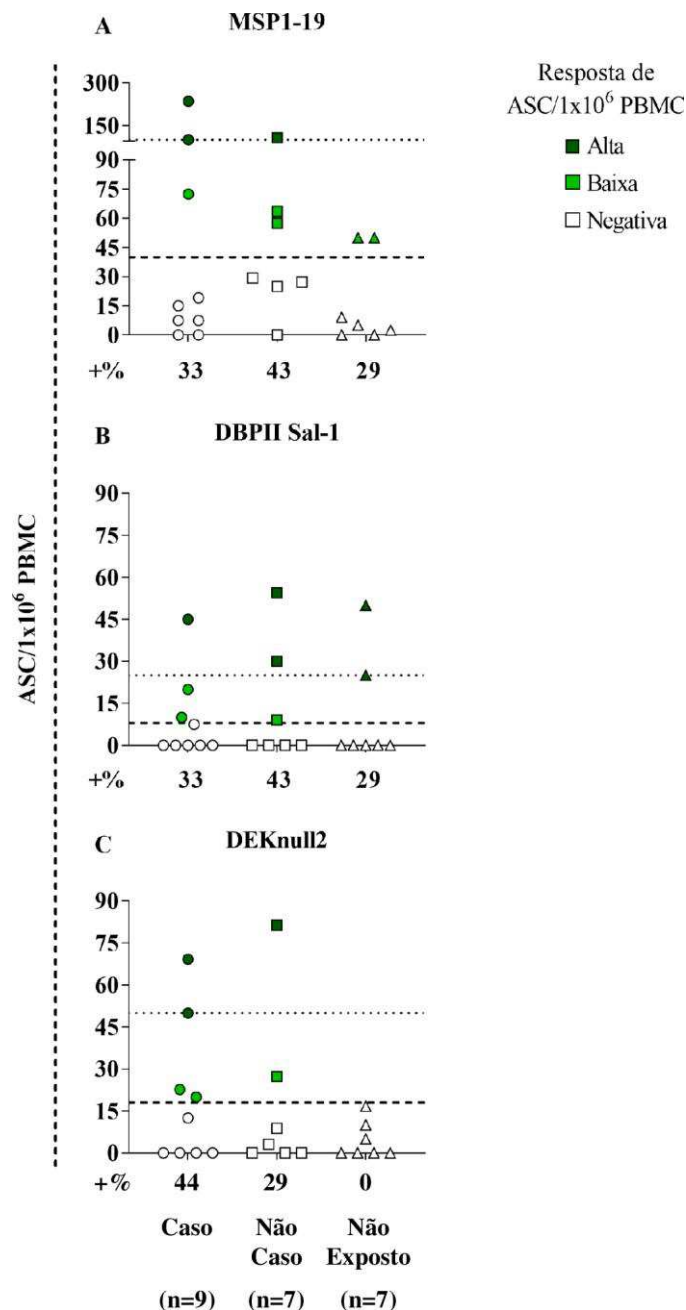 A
MSP1-19
300
150
90
75
60
45
30
15
0
+% 33 43 29
Resposta de
ASC/1x10⁶ PBMC
Alta
Baixa
Negativa
B
DBPII Sal-1
90
75
60
45
30
15
0
+% 33 43 29
ASC/1x10⁶ PBMC
C
DEKnull2
90
75
60
45
30
15
0
+% 44 29 0
Caso Não Não
Caso Exposto
(n=9) (n=7) (n=7)